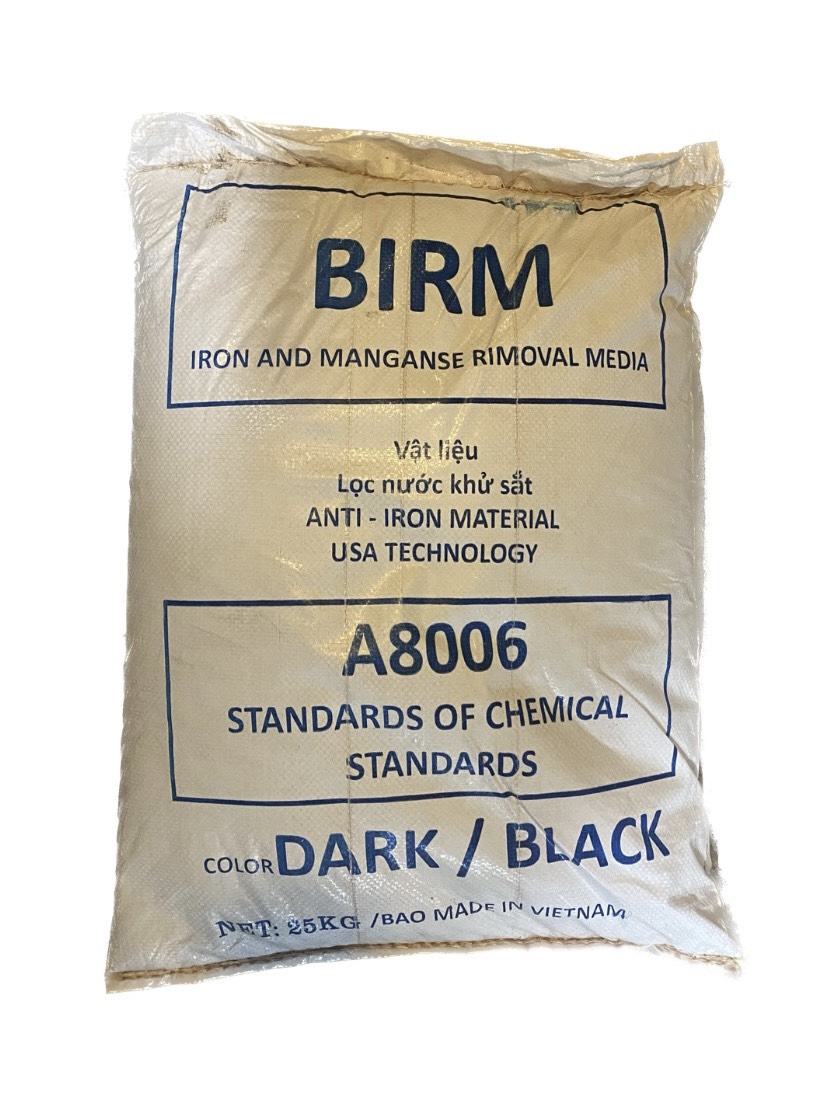 BIRM
IRON AND MANGANSE RIMOVAL MEDIA
Vật liệu
Lọc nước khử sắt
ANTI - IRON MATERIAL
USA TECHNOLOGY
A8006
STANDARDS OF CHEMICAL
STANDARDS
COLOR DARK / BLACK
NET: 25KG /BAO MADE IN VIETNAM